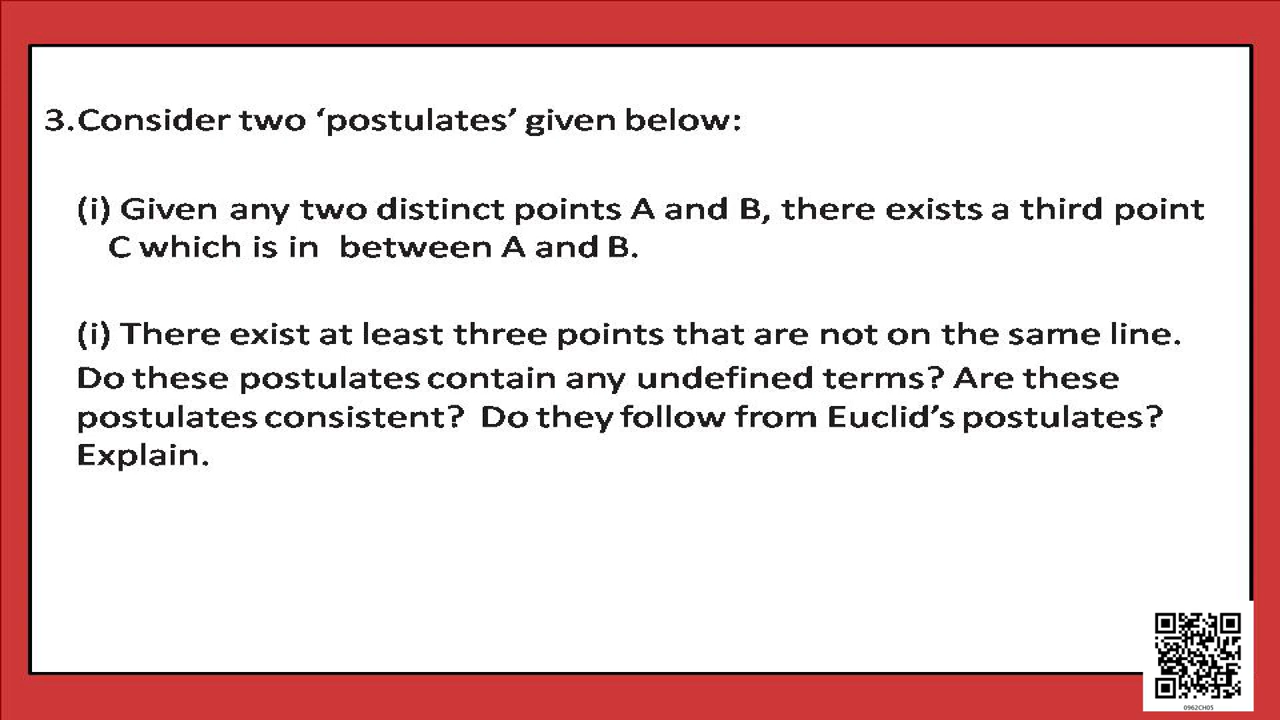 3.Consider two ‘postulates’ given below:
(i) Given any two distinct points A and B, there exists a third point
C which is in between A and B.
(i) There exist at least three points that are not on the same line.
Do these postulates contain any undefined terms? Are these
postulates consistent? Do they follow from Euclid’s postulates?
Explain.
0962CH05